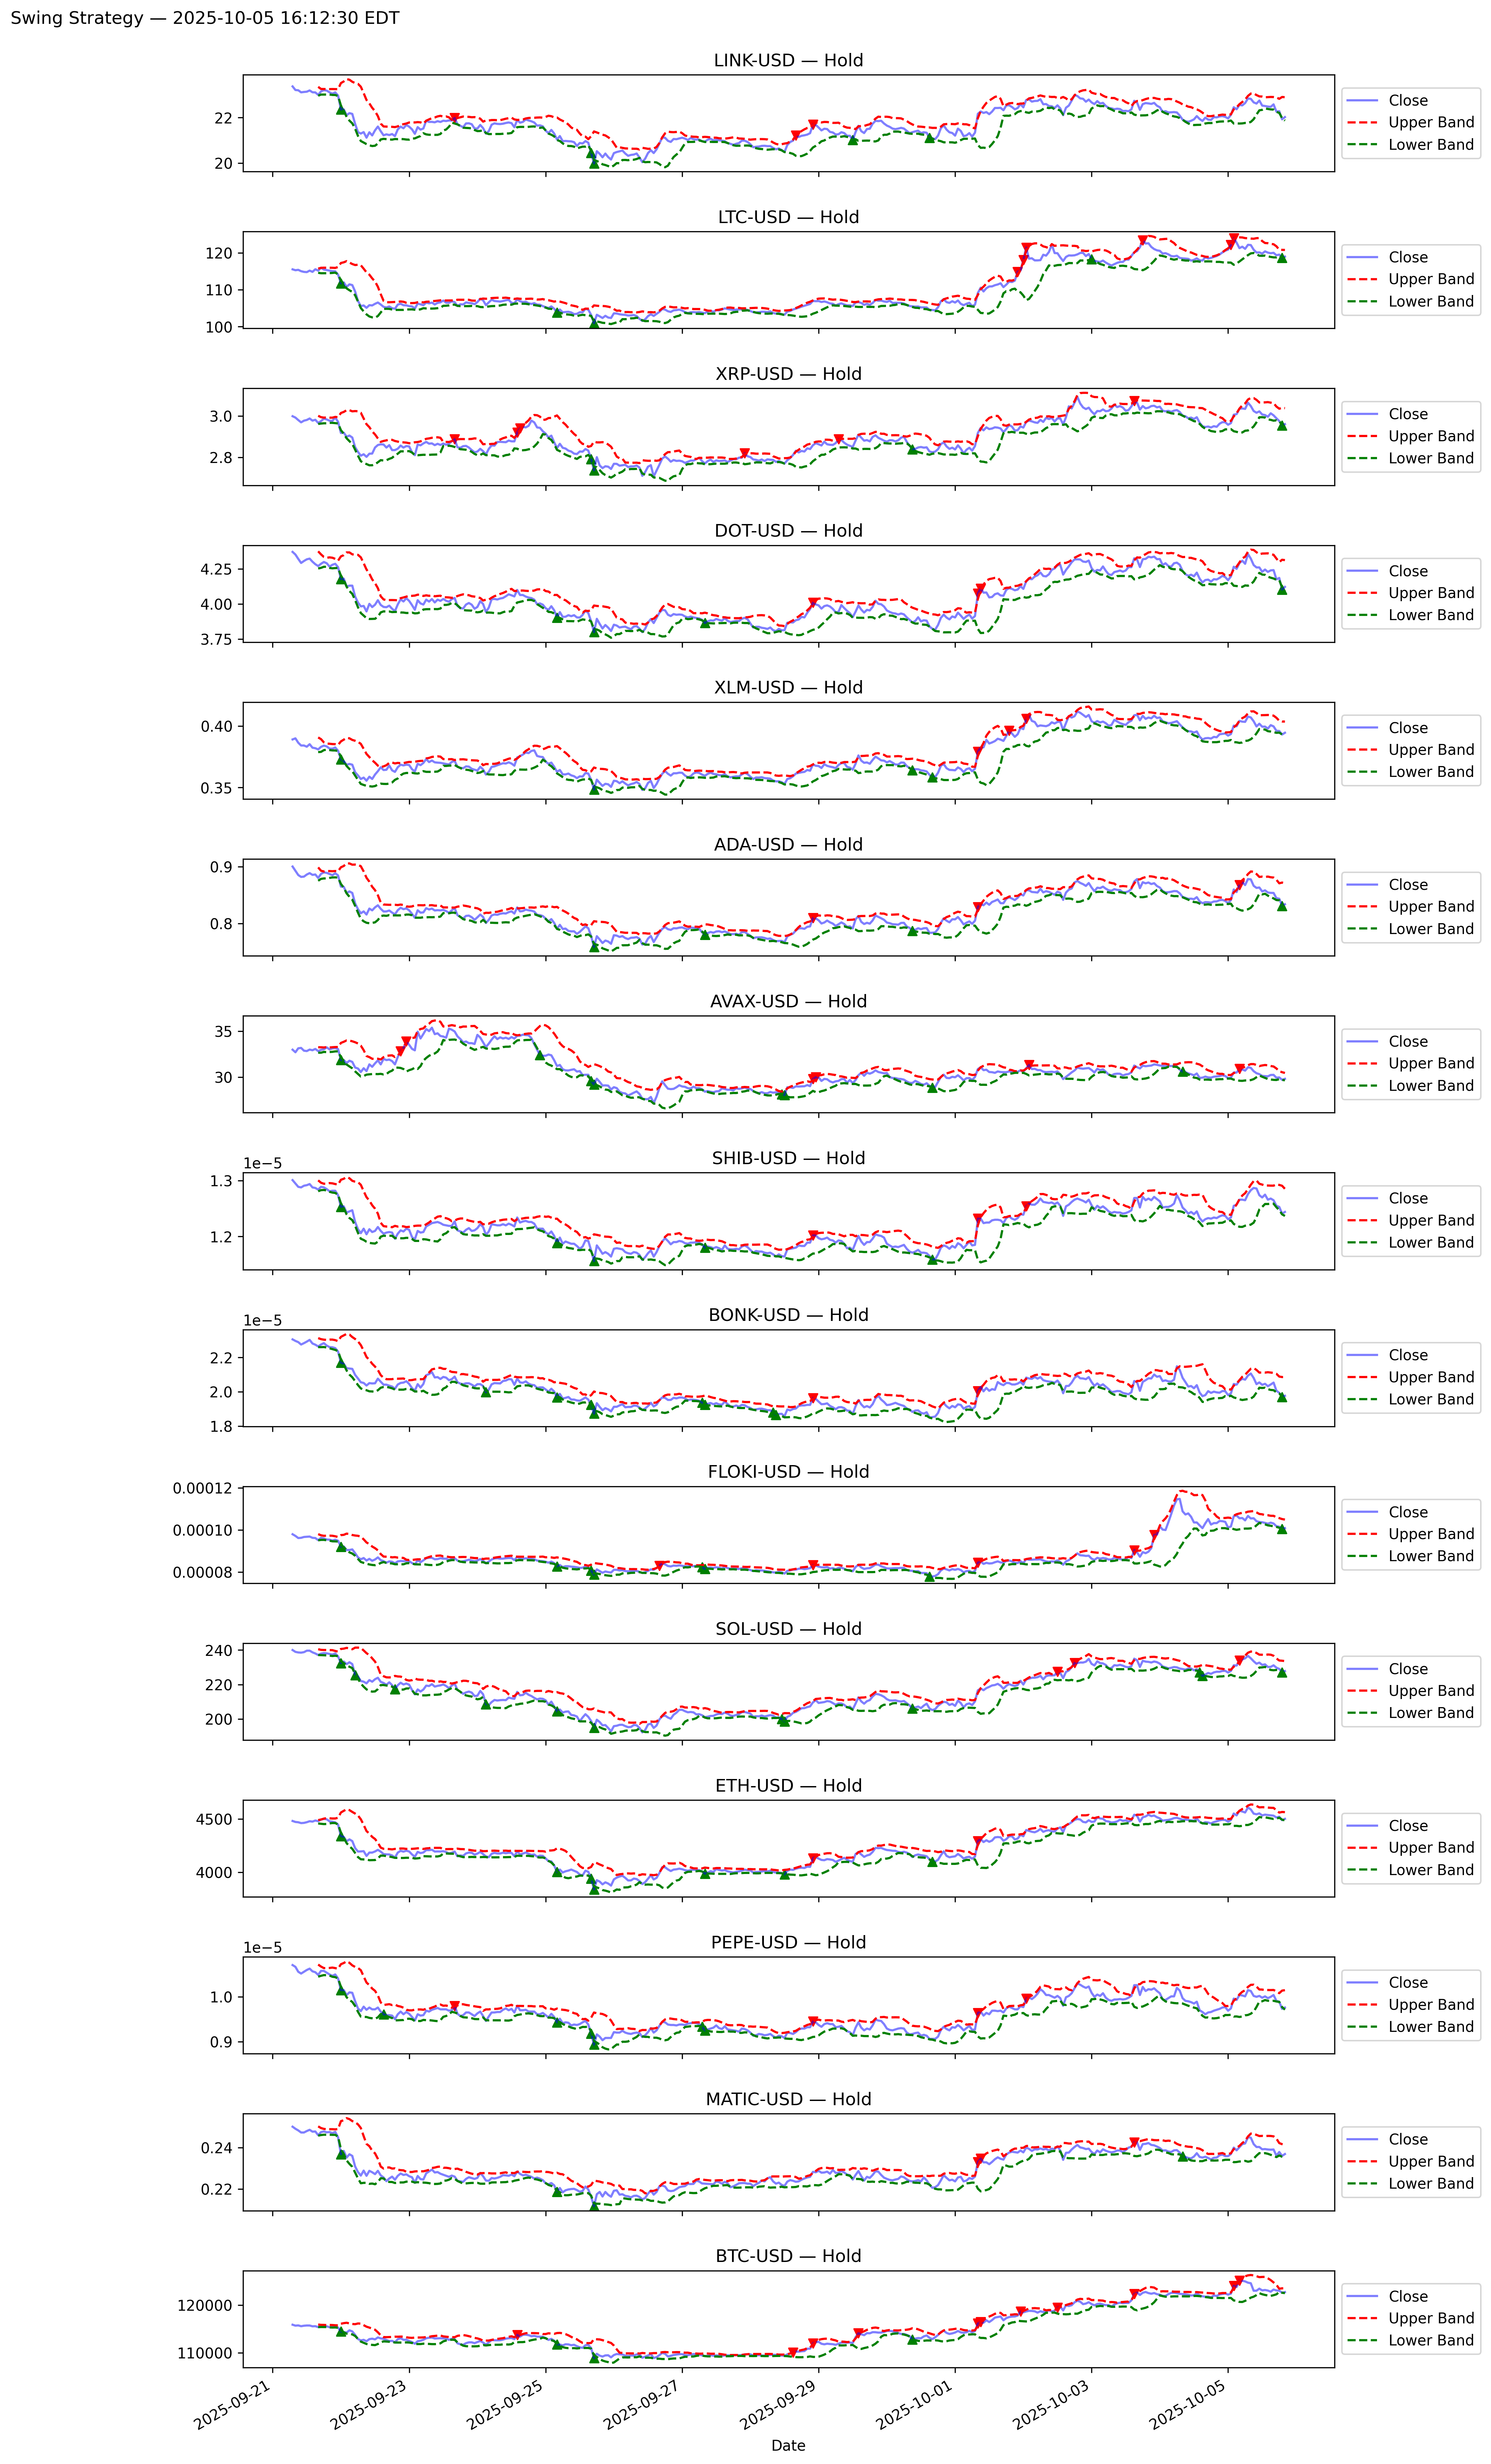 Swing Strategy — 2025-10-05 16:12:30 EDT
LINK-USD — Hold
22
20
Close
Upper Band
Lower Band
LTC-USD — Hold
120
110
100
Close
Upper Band
Lower Band
XRP-USD — Hold
3.0
2.8
Close
Upper Band
Lower Band
DOT-USD — Hold
4.25
4.00
3.75
Close
Upper Band
Lower Band
XLM-USD — Hold
0.40
0.35
Close
Upper Band
Lower Band
ADA-USD — Hold
0.9
0.8
Close
Upper Band
Lower Band
AVAX-USD — Hold
35
30
Close
Upper Band
Lower Band
SHIB-USD — Hold
1e−5
1.3
1.2
Close
Upper Band
Lower Band
BONK-USD — Hold
1e−5
2.2
2.0
1.8
Close
Upper Band
Lower Band
FLOKI-USD — Hold
0.00012
0.00010
0.00008
Close
Upper Band
Lower Band
SOL-USD — Hold
240
220
200
Close
Upper Band
Lower Band
ETH-USD — Hold
4500
4000
Close
Upper Band
Lower Band
PEPE-USD — Hold
1e−5
1.0
0.9
Close
Upper Band
Lower Band
MATIC-USD — Hold
0.24
0.22
Close
Upper Band
Lower Band
BTC-USD — Hold
120000
110000
Close
Upper Band
Lower Band
2025-09-21
2025-09-23
2025-09-25
2025-09-27
2025-09-29
2025-10-01
2025-10-03
2025-10-05
Date